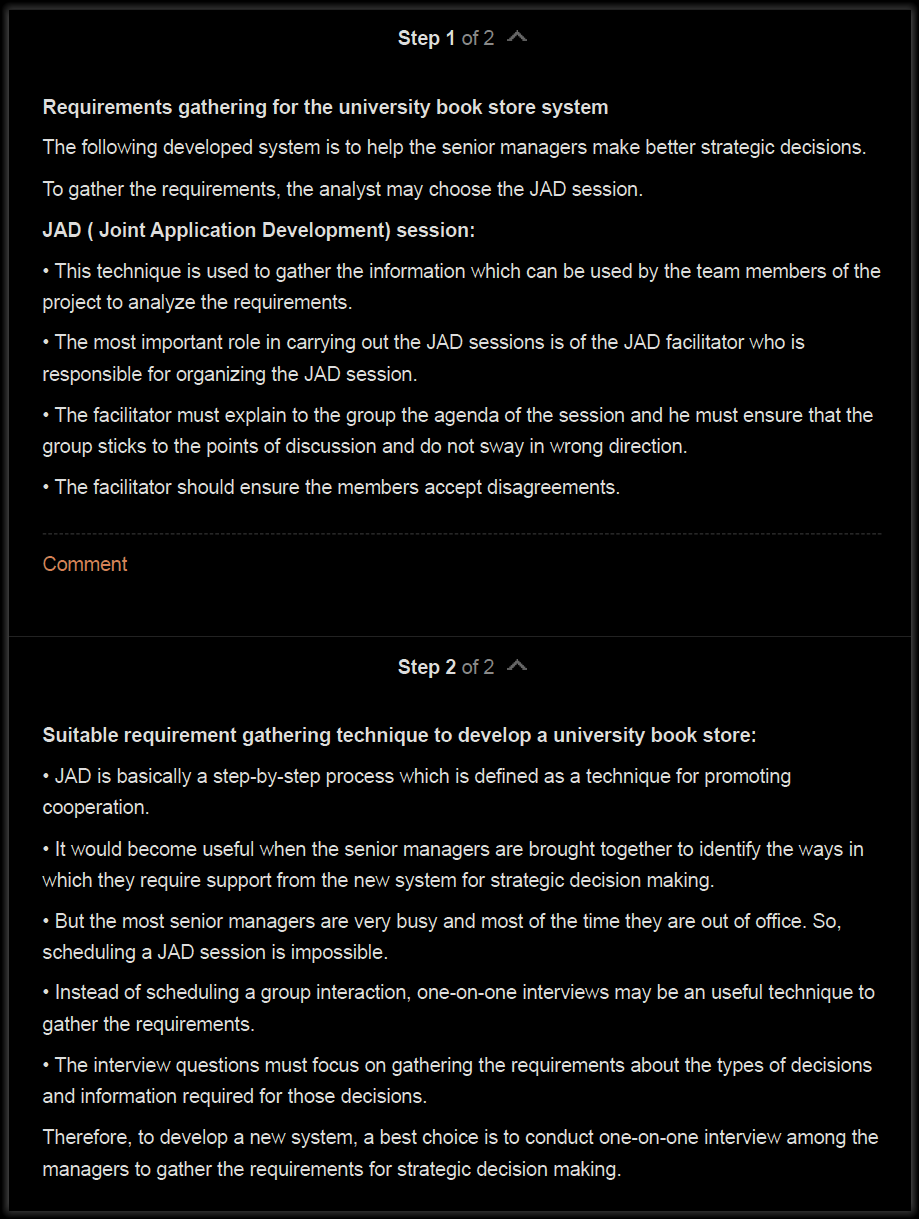 Step 1 of 2
Requirements gathering for the university book store system
The following developed system is to help the senior managers make better strategic decisions.
To gather the requirements, the analyst may choose the JAD session.
JAD ( Joint Application Development) session:
• This technique is used to gather the information which can be used by the team members of the
project to analyze the requirements.
• The most important role in carrying out the JAD sessions is of the JAD facilitator who is
responsible for organizing the JAD session.
• The facilitator must explain to the group the agenda of the session and he must ensure that the
group sticks to the points of discussion and do not sway in wrong direction.
• The facilitator should ensure the members accept disagreements.
Comment
Step 2 of 2
Suitable requirement gathering technique to develop a university book store:
• JAD is basically a step-by-step process which is defined as a technique for promoting
cooperation.
• It would become useful when the senior managers are brought together to identify the ways in
which they require support from the new system for strategic decision making.
• But the most senior managers are very busy and most of the time they are out of office. So,
scheduling a JAD session is impossible.
• Instead of scheduling a group interaction, one-on-one interviews may be an useful technique to
gather the requirements.
• The interview questions must focus on gathering the requirements about the types of decisions
and information required for those decisions.
Therefore, to develop a new system, a best choice is to conduct one-on-one interview among the
managers to gather the requirements for strategic decision making.